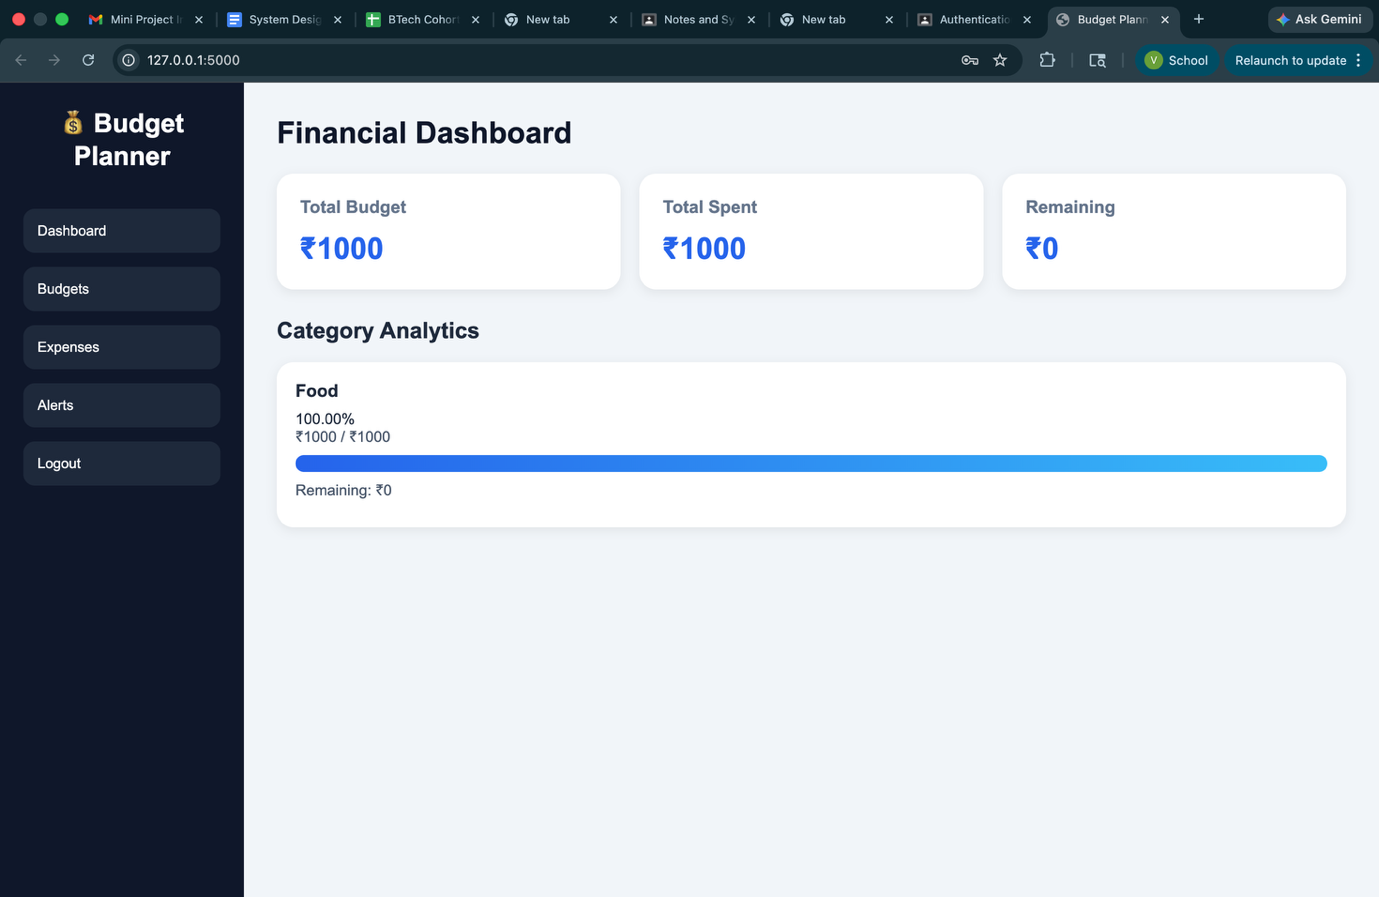 Mini Project I
System Desig
BTech Cohor
New tab
Notes and Sy
New tab
Authenticatio
Budget Plann
Ask Gemini
127.0.0.1:5000
V
School
Relaunch to update
💰 Budget
Planner
Dashboard
Budgets
Expenses
Alerts
Logout
Financial Dashboard
Total Budget
₹1000
Total Spent
₹1000
Remaining
₹0
Category Analytics
Food
100.00%
₹1000 / ₹1000
Remaining: ₹0